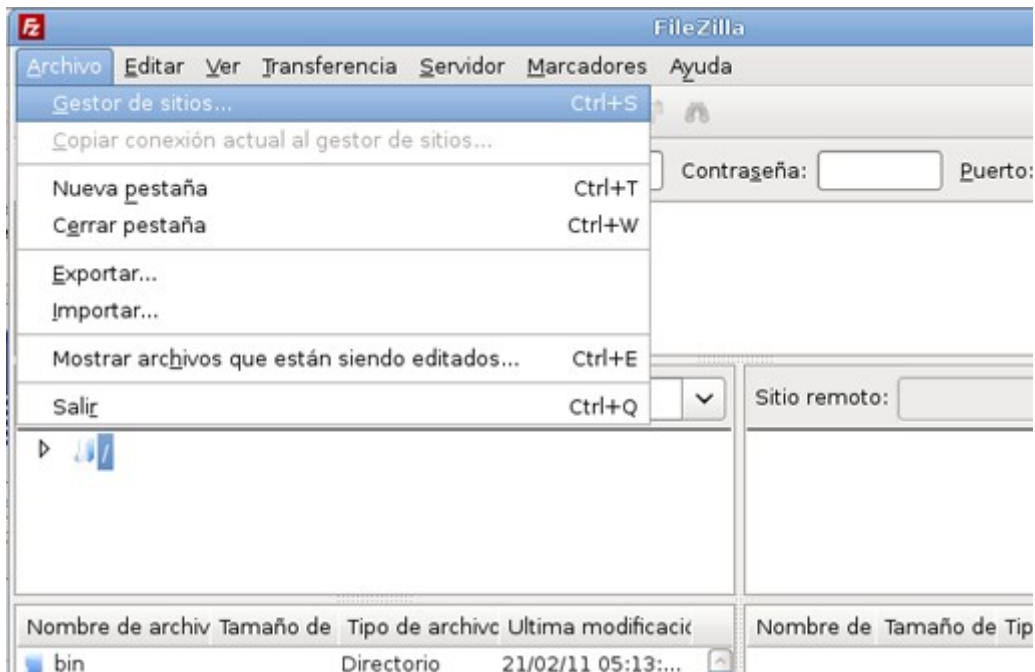 Fz FileZilla
Archivo Editar Ver Transferencia Servidor Marcadores Ayuda
Gestor de sitios... Ctrl+S
Copiar conexión actual al gestor de sitios...
Contraseña: Puerto:
Nueva pestaña Ctrl+T
Cerrar pestaña Ctrl+W
Exportar...
Importar...
Mostrar archivos que están siendo editados... Ctrl+E
Salir Ctrl+Q
Sitio remoto:
/
Nombre de archiv Tamaño de Tipo de archivo Ultima modificació Nombre de Tamaño de Tip
bin Directorio 21/02/11 05:13:...